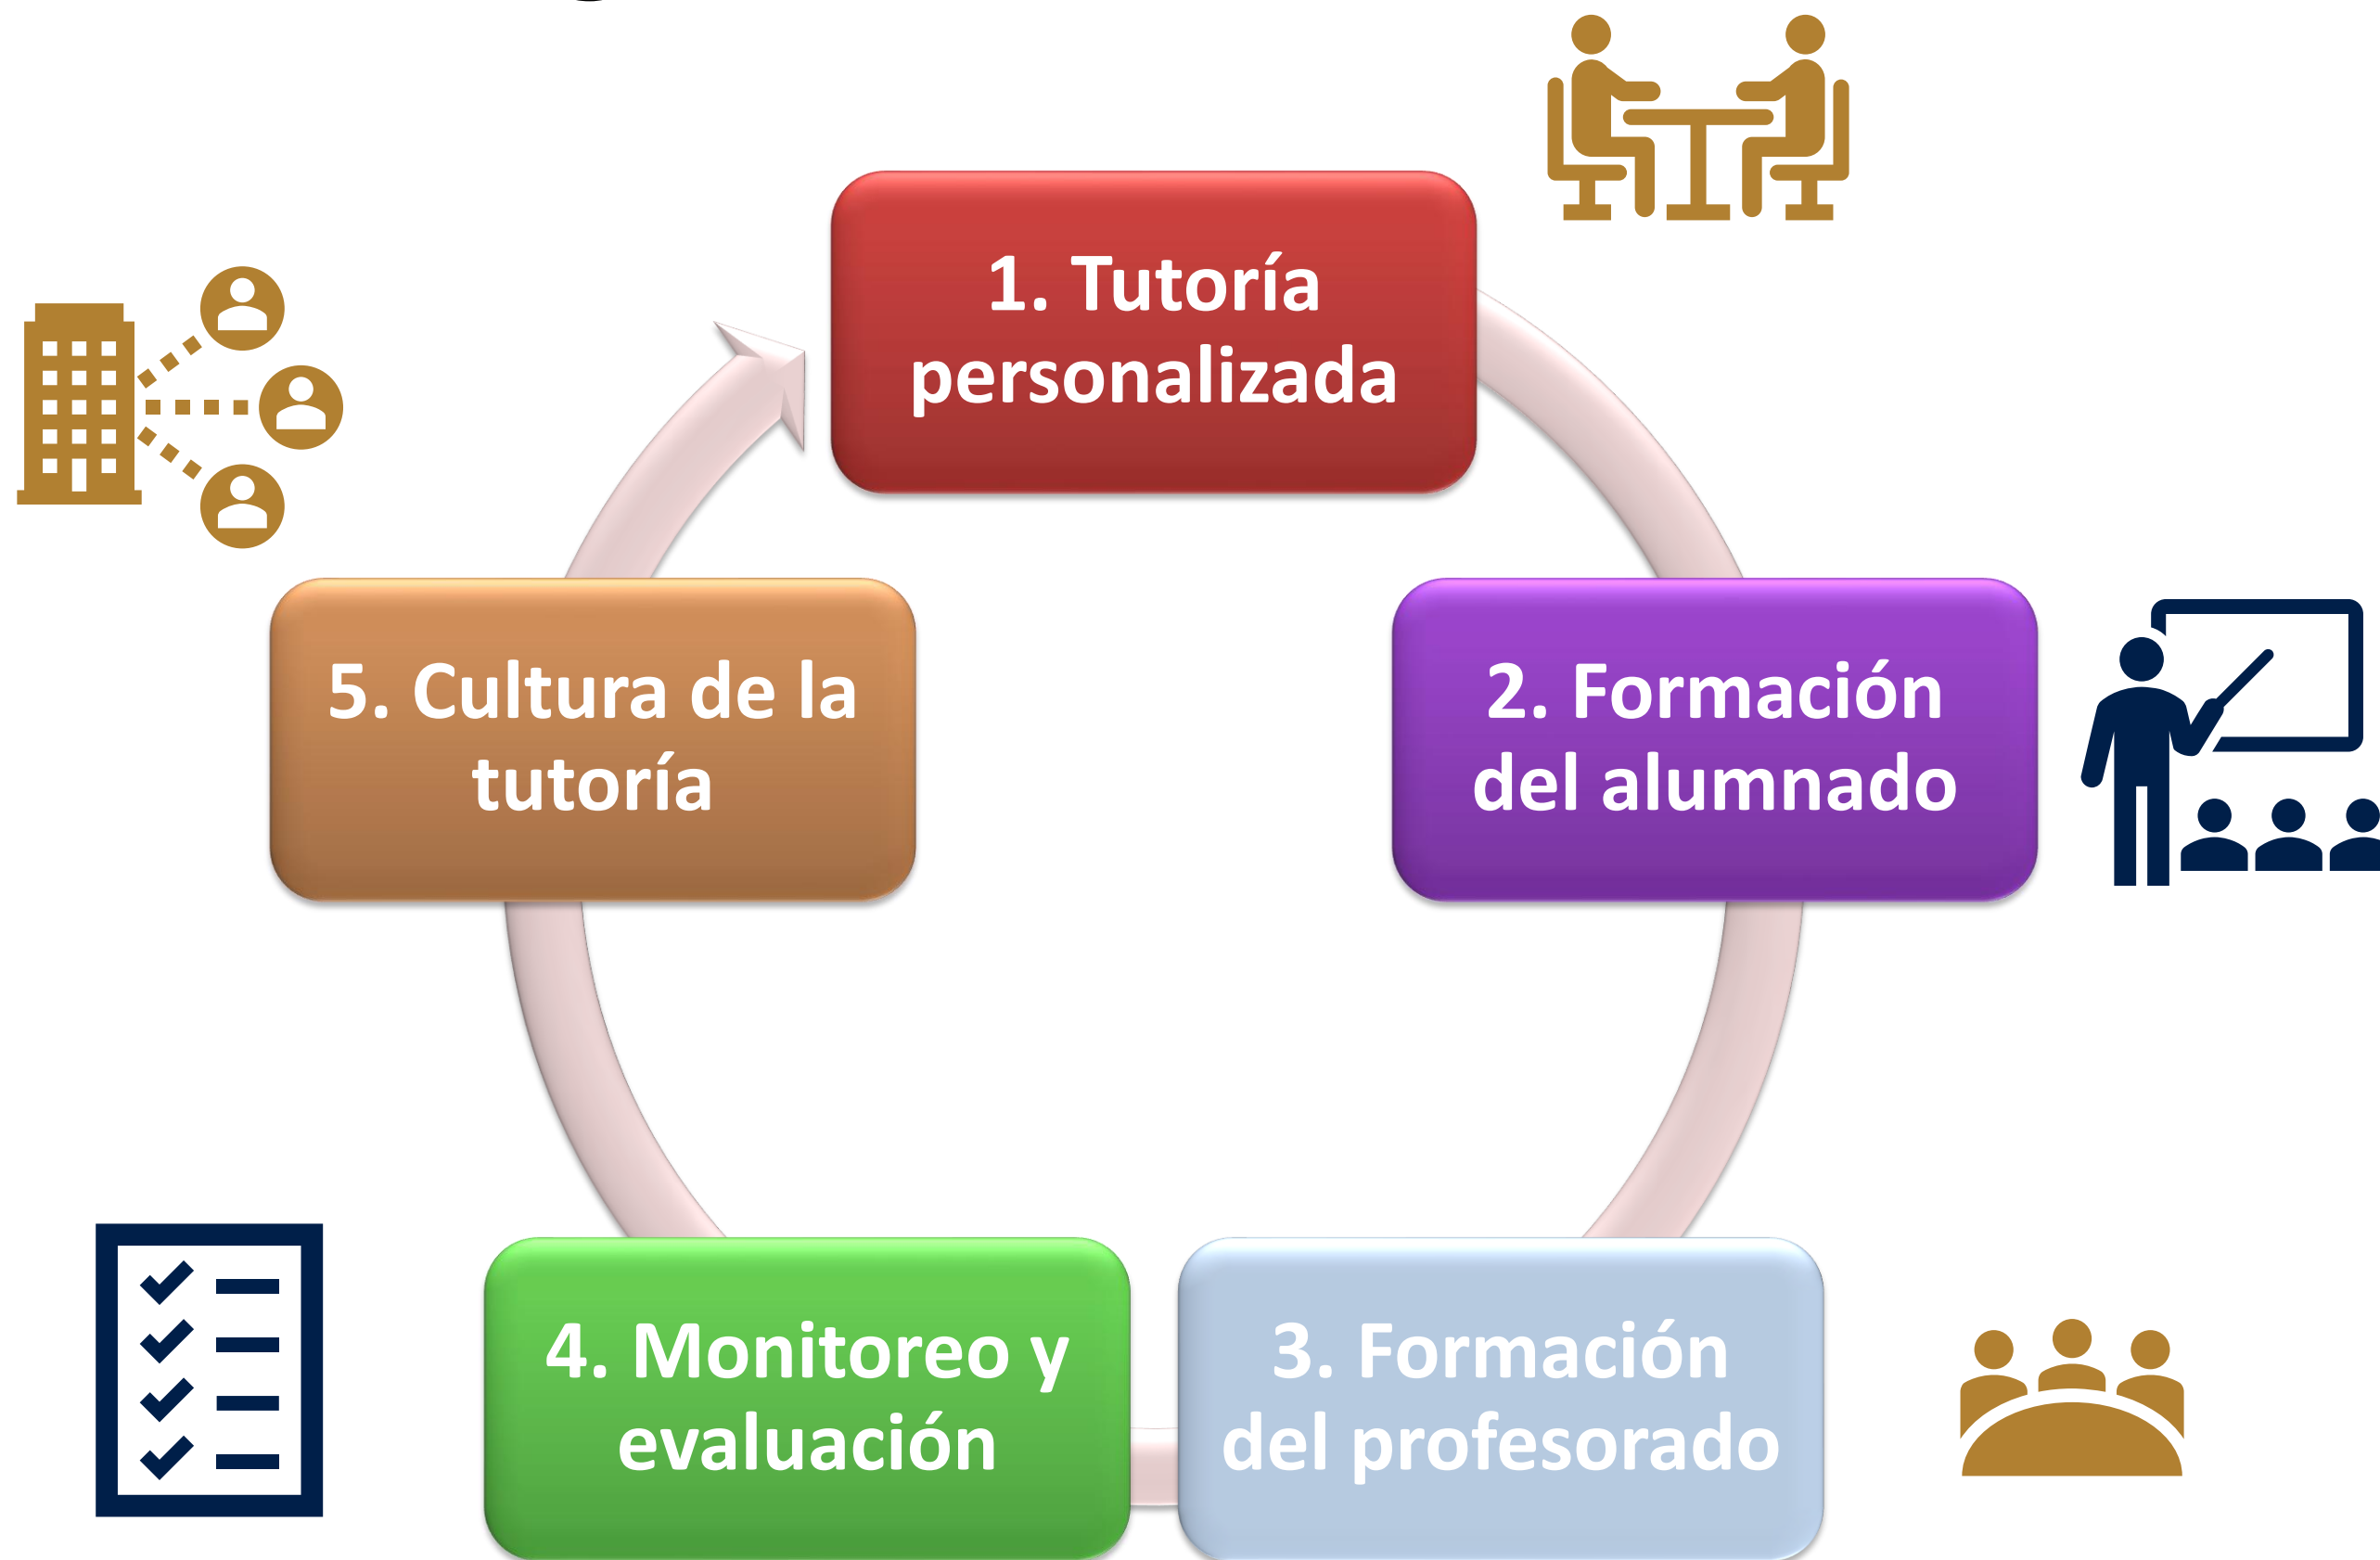 1. Tutoría
personalizada
2. Formación
del alumnado
3. Formación
del profesorado
4. Monitoreo y
evaluación
5. Cultura de la
tutoría